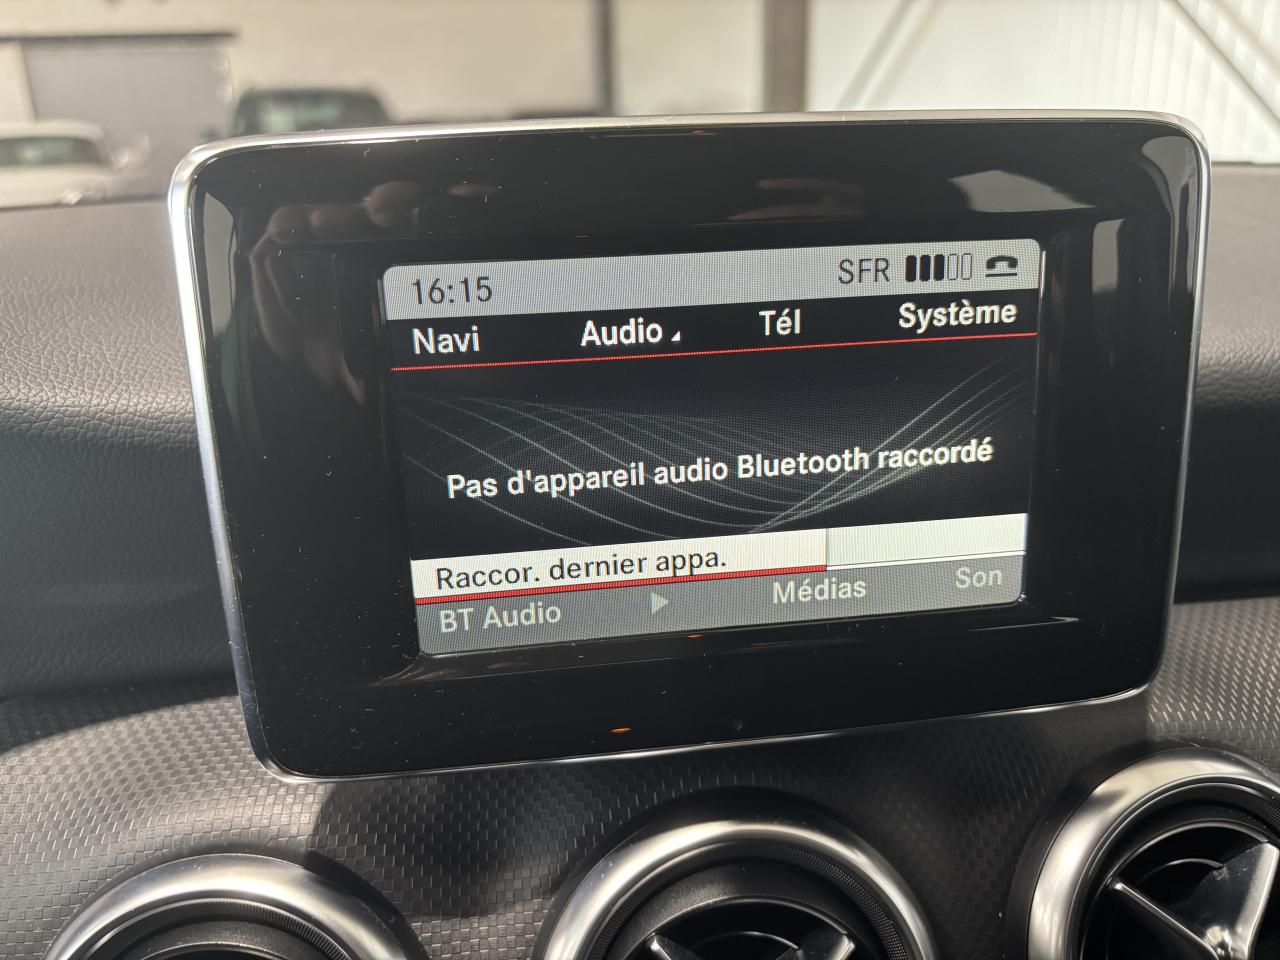 16:15 SFR
Navi Audio Tél Système
Pas d'appareil audio Bluetooth raccordé
Raccor. dernier appa.
BT Audio Médias Son